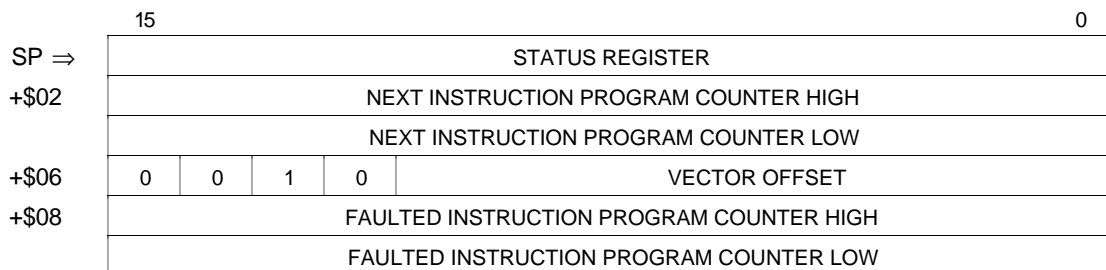 15 0
SP ⇒ STATUS REGISTER
+$02 NEXT INSTRUCTION PROGRAM COUNTER HIGH
NEXT INSTRUCTION PROGRAM COUNTER LOW
+$06 0 0 1 0 VECTOR OFFSET
+$08 FAULTED INSTRUCTION PROGRAM COUNTER HIGH
FAULTED INSTRUCTION PROGRAM COUNTER LOW